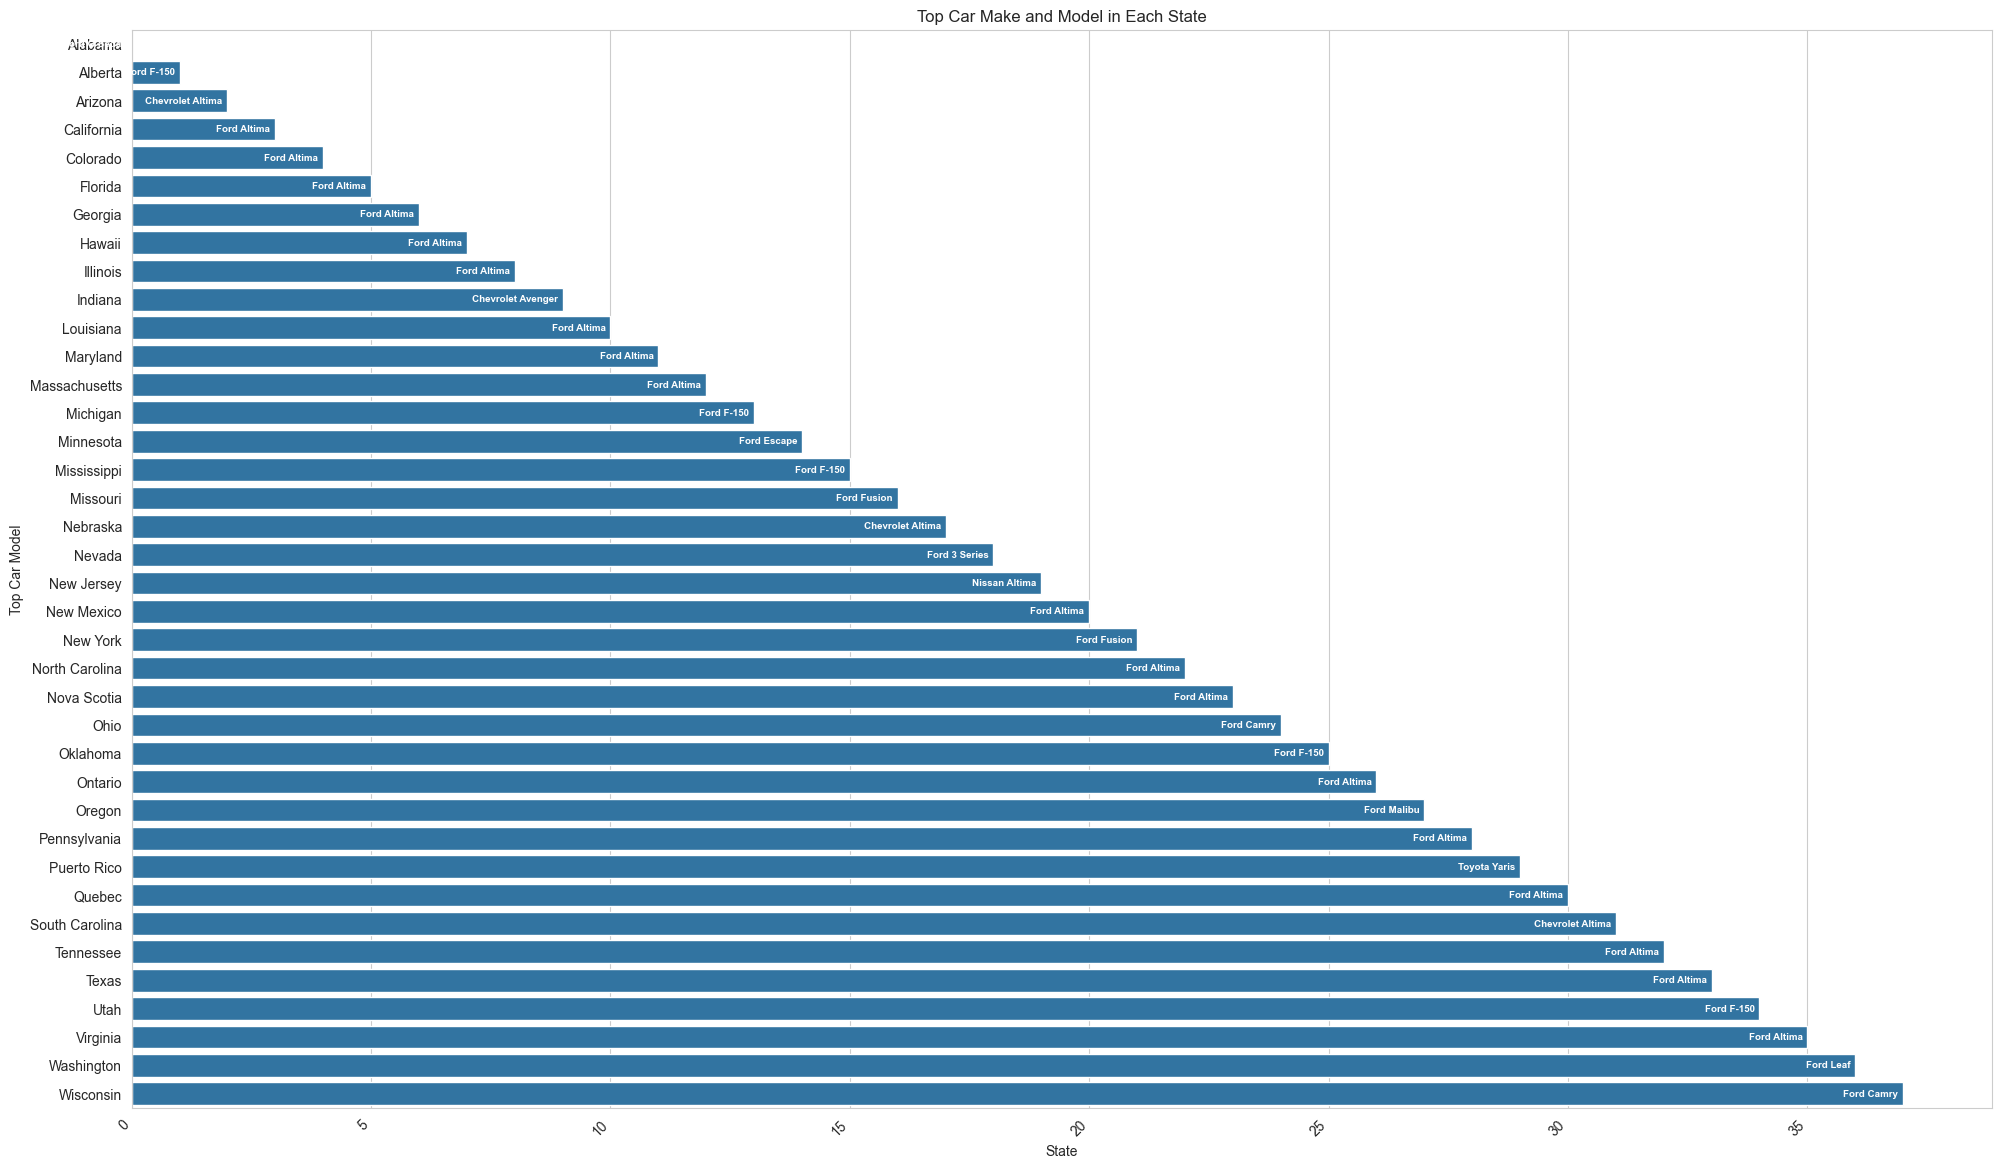 Top Car Make and Model in Each State
Top Car Model
Alabama
Alberta Ford F-150
Arizona Chevrolet Altima
California Ford Altima
Colorado Ford Altima
Florida Ford Altima
Georgia Ford Altima
Hawaii Ford Altima
Illinois Ford Altima
Indiana Chevrolet Avenger
Louisiana Ford Altima
Maryland Ford Altima
Massachusetts Ford Altima
Michigan Ford F-150
Minnesota Ford Escape
Mississippi Ford F-150
Missouri Ford Fusion
Nebraska Chevrolet Altima
Nevada Ford 3 Series
New Jersey Nissan Altima
New Mexico Ford Altima
New York Ford Fusion
North Carolina Ford Altima
Nova Scotia Ford Altima
Ohio Ford Camry
Oklahoma Ford F-150
Ontario Ford Altima
Oregon Ford Malibu
Pennsylvania Ford Altima
Puerto Rico Toyota Yaris
Quebec Ford Altima
South Carolina Chevrolet Altima
Tennessee Ford Altima
Texas Ford Altima
Utah Ford F-150
Virginia Ford Altima
Washington Ford Leaf
Wisconsin Ford Camry
0 5 10 15 20 25 30 35
State